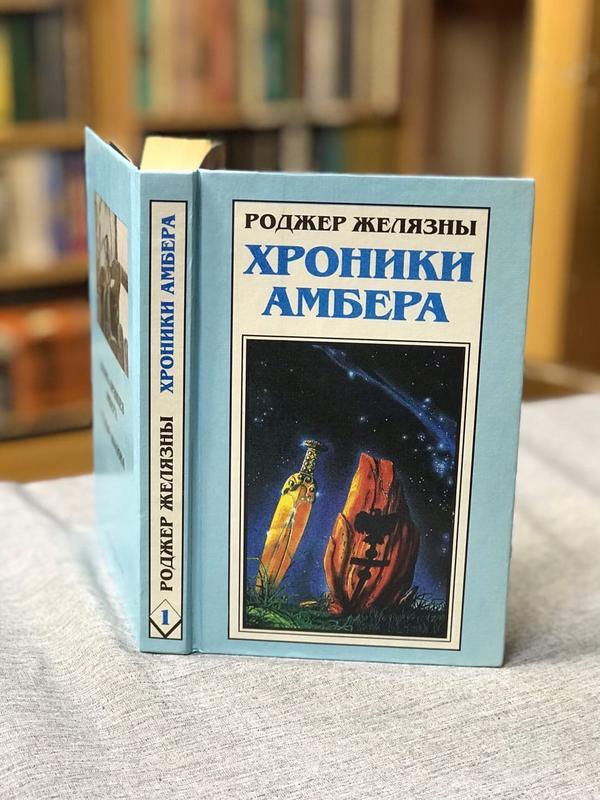 РОДЖЕР ЖЕЛЯЗНЫ
ХРОНИКИ
АМБЕРА
РОДЖЕР ЖЕЛЯЗНЫ ХРОНИКИ АМБЕРА
1